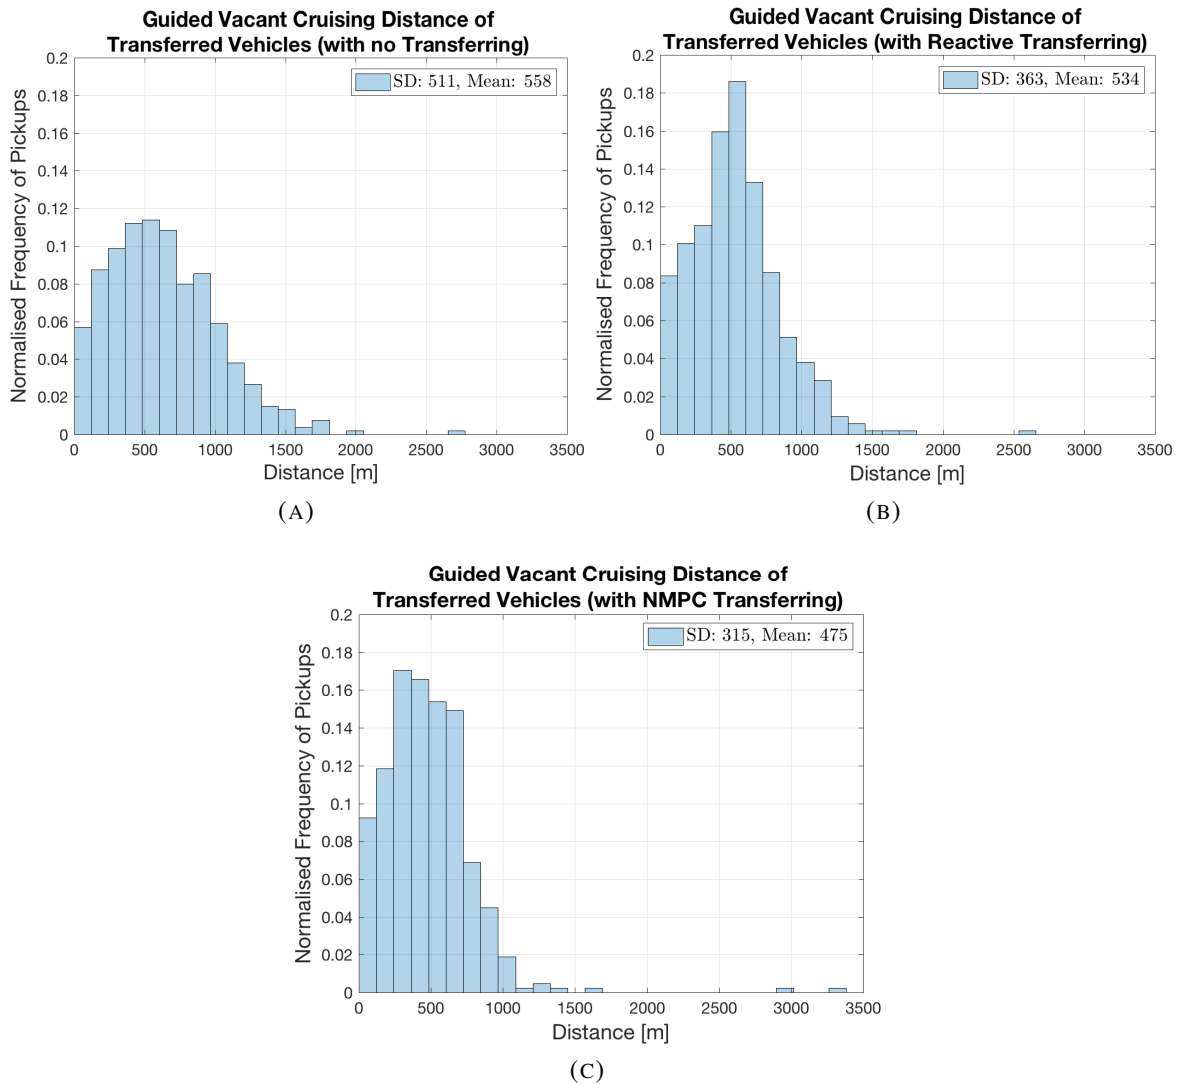 Guided Vacant Cruising Distance of
Transferred Vehicles (with no Transferring)
SD: 511, Mean: 558
Normalised Frequency of Pickups
0.2
0.18
0.16
0.14
0.12
0.1
0.08
0.06
0.04
0.02
0
0 500 1000 1500 2000 2500 3000 3500
Distance [m]
(A)
Guided Vacant Cruising Distance of
Transferred Vehicles (with Reactive Transferring)
SD: 363, Mean: 534
Normalised Frequency of Pickups
0.2
0.18
0.16
0.14
0.12
0.1
0.08
0.06
0.04
0.02
0
0 500 1000 1500 2000 2500 3000 3500
Distance [m]
(B)
Guided Vacant Cruising Distance of
Transferred Vehicles (with NMPC Transferring)
SD: 315, Mean: 475
Normalised Frequency of Pickups
0.2
0.18
0.16
0.14
0.12
0.1
0.08
0.06
0.04
0.02
0
0 500 1000 1500 2000 2500 3000 3500
Distance [m]
(C)